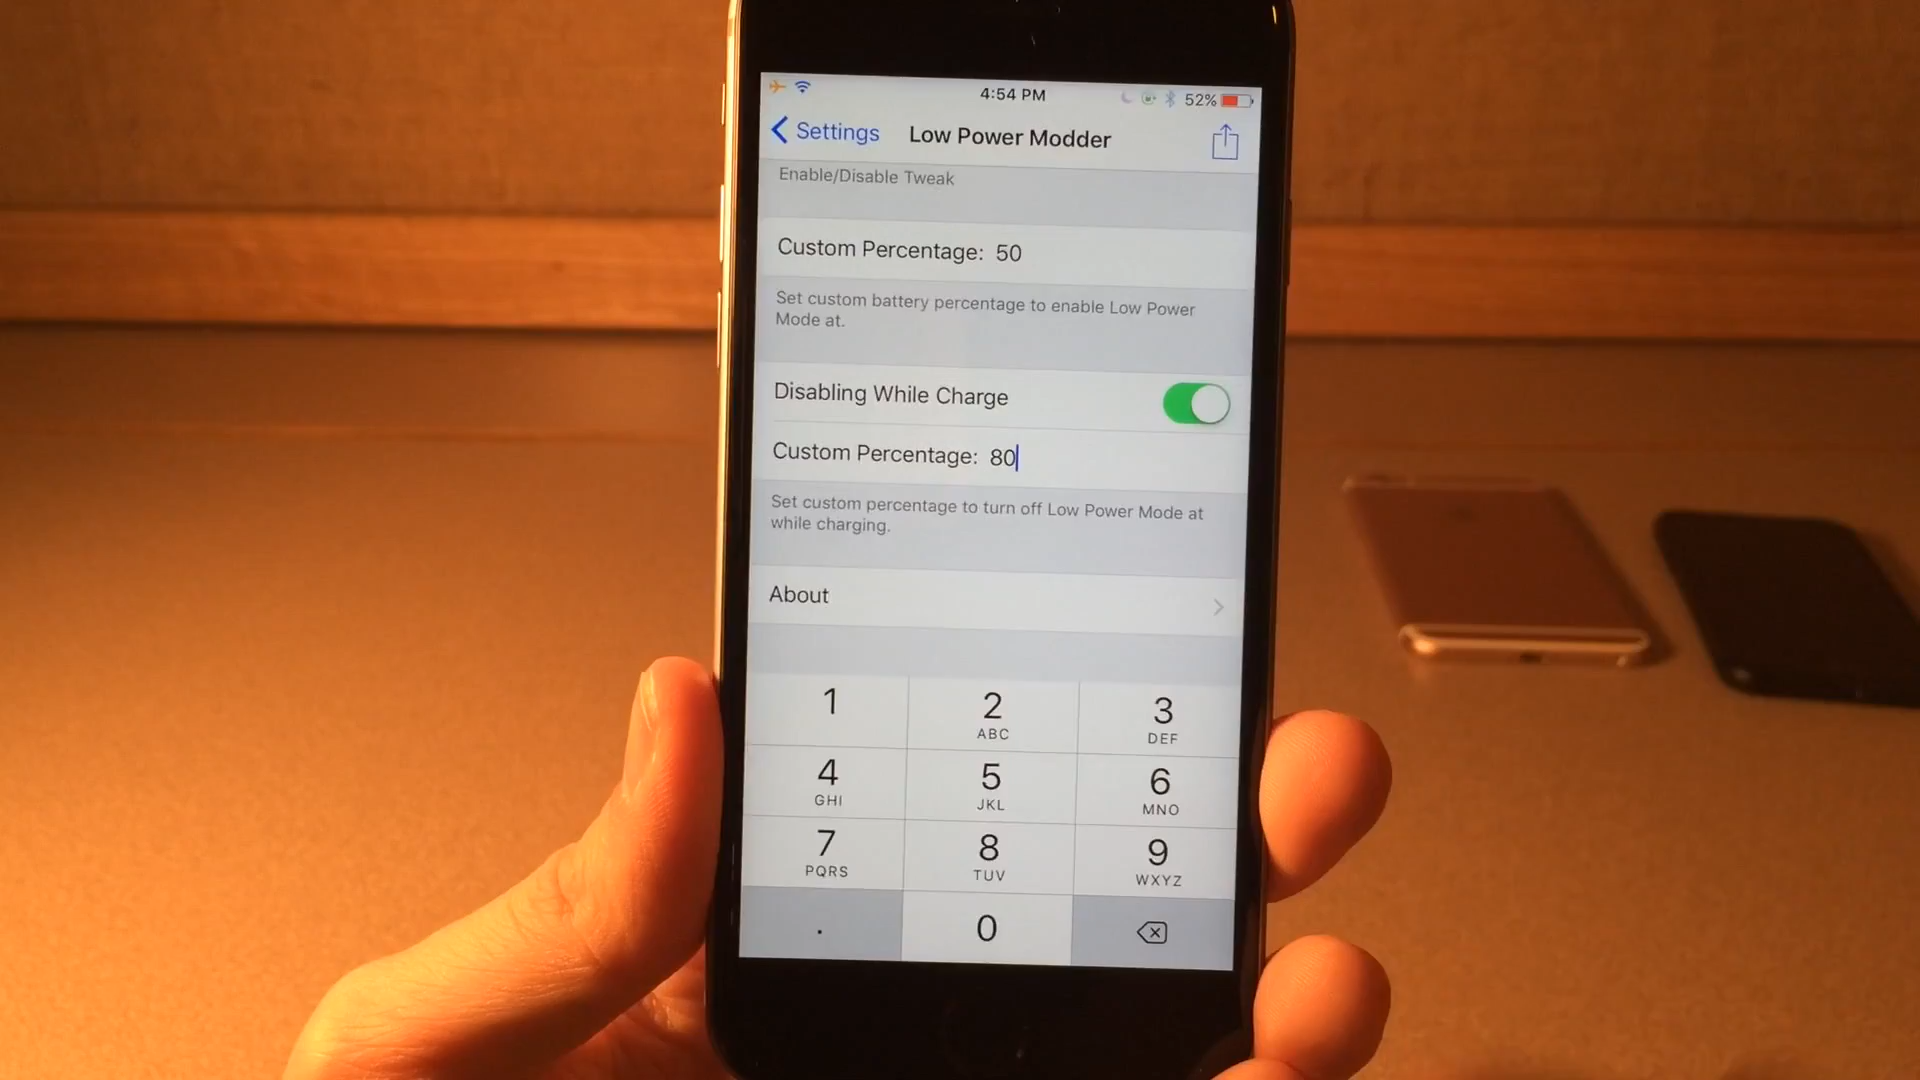 4:54 PM
52%
Settings
Low Power Modder
Enable/Disable Tweak
Custom Percentage: 50
Set custom battery percentage to enable Low Power
Mode at.
Disabling While Charge
Custom Percentage: 80
Set custom percentage to turn off Low Power Mode at
while charging.
About
1 2 3
ABC DEF
4 5 6
GHI JKL MNO
7 8 9
PQRS TUV WXYZ
. 0